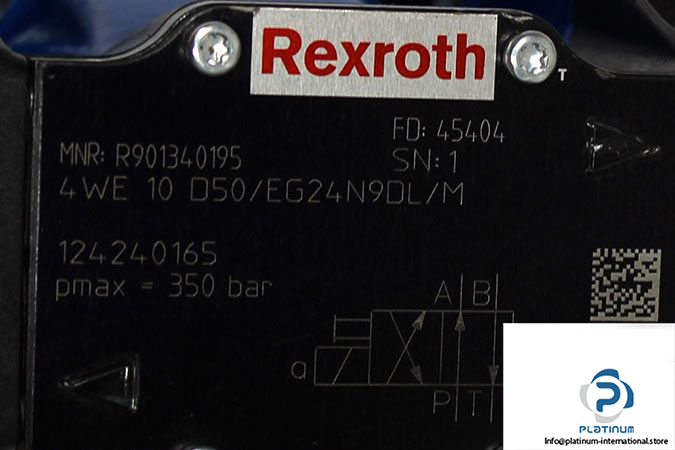 Rexroth
T
FD: 45404
MNR: R901340195
SN: 1
4WE 10 D50/EG24N9DL/M
124240165
pmax = 350 bar
A B
a
P T
PLATINUM
Info@platinum-international.store